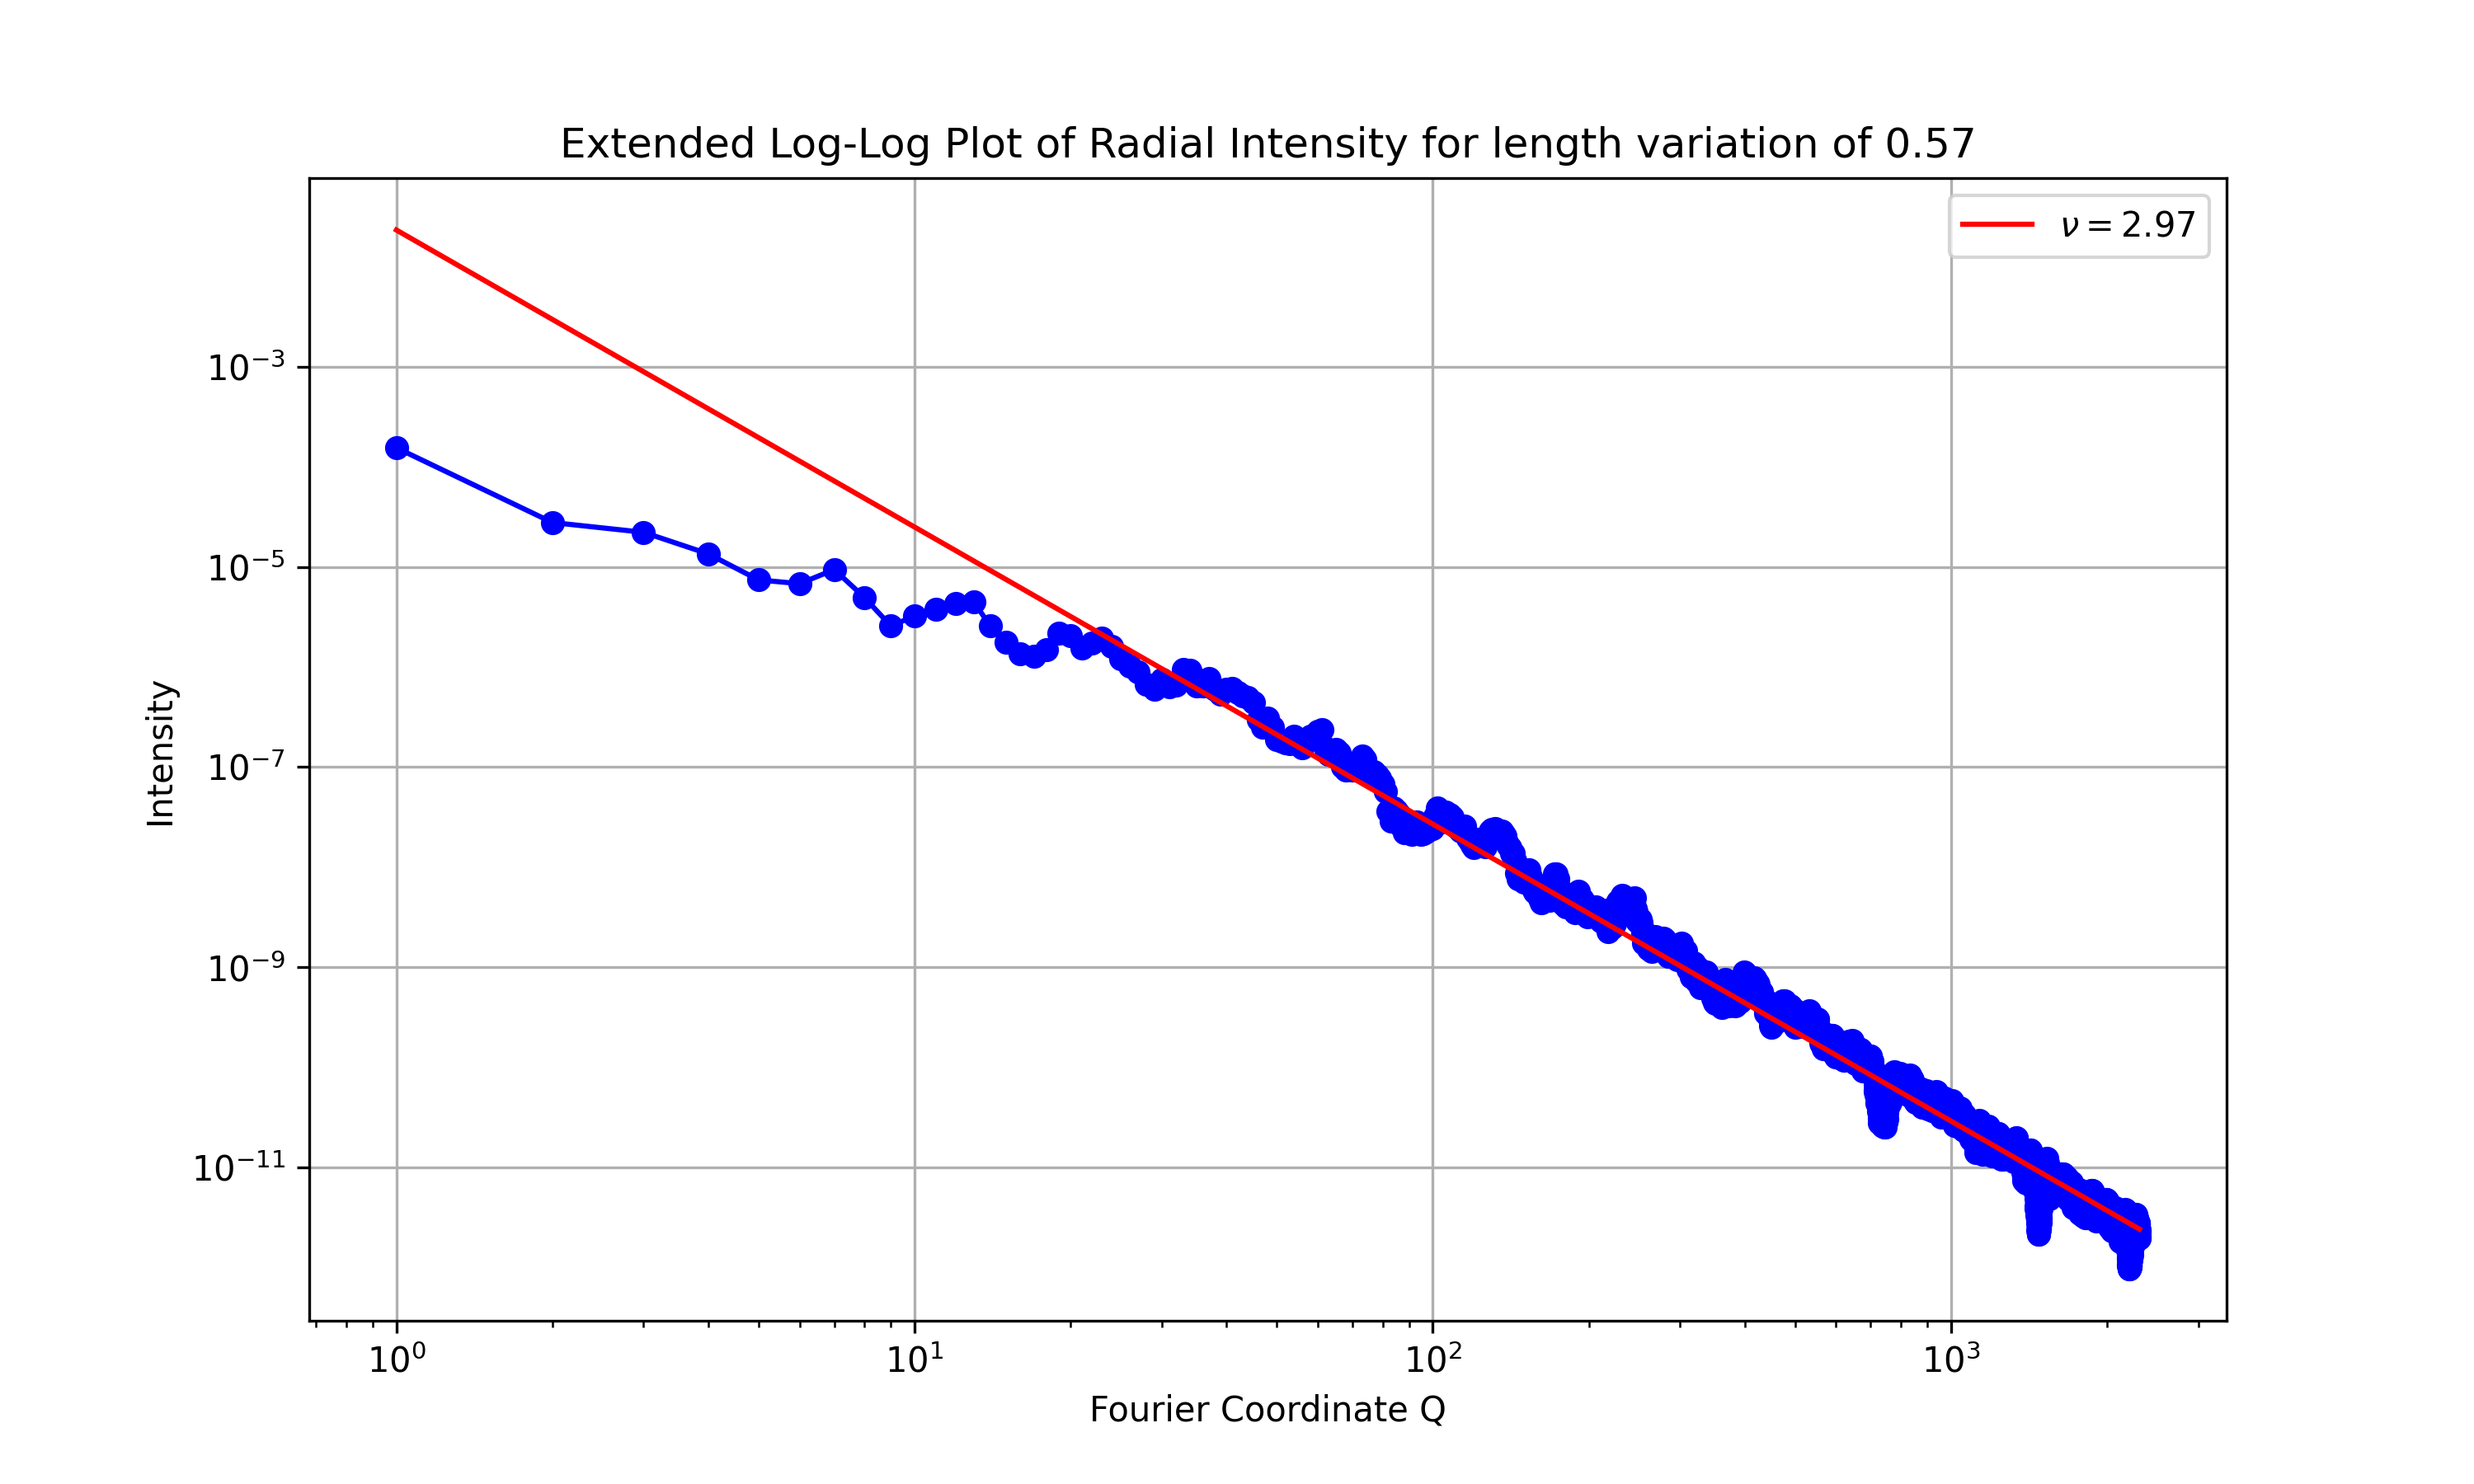 Extended Log-Log Plot of Radial Intensity for length variation of 0.57
ν = 2.97
Intensity
10⁻³
10⁻⁵
10⁻⁷
10⁻⁹
10⁻¹¹
10⁰ 10¹ 10² 10³
Fourier Coordinate Q